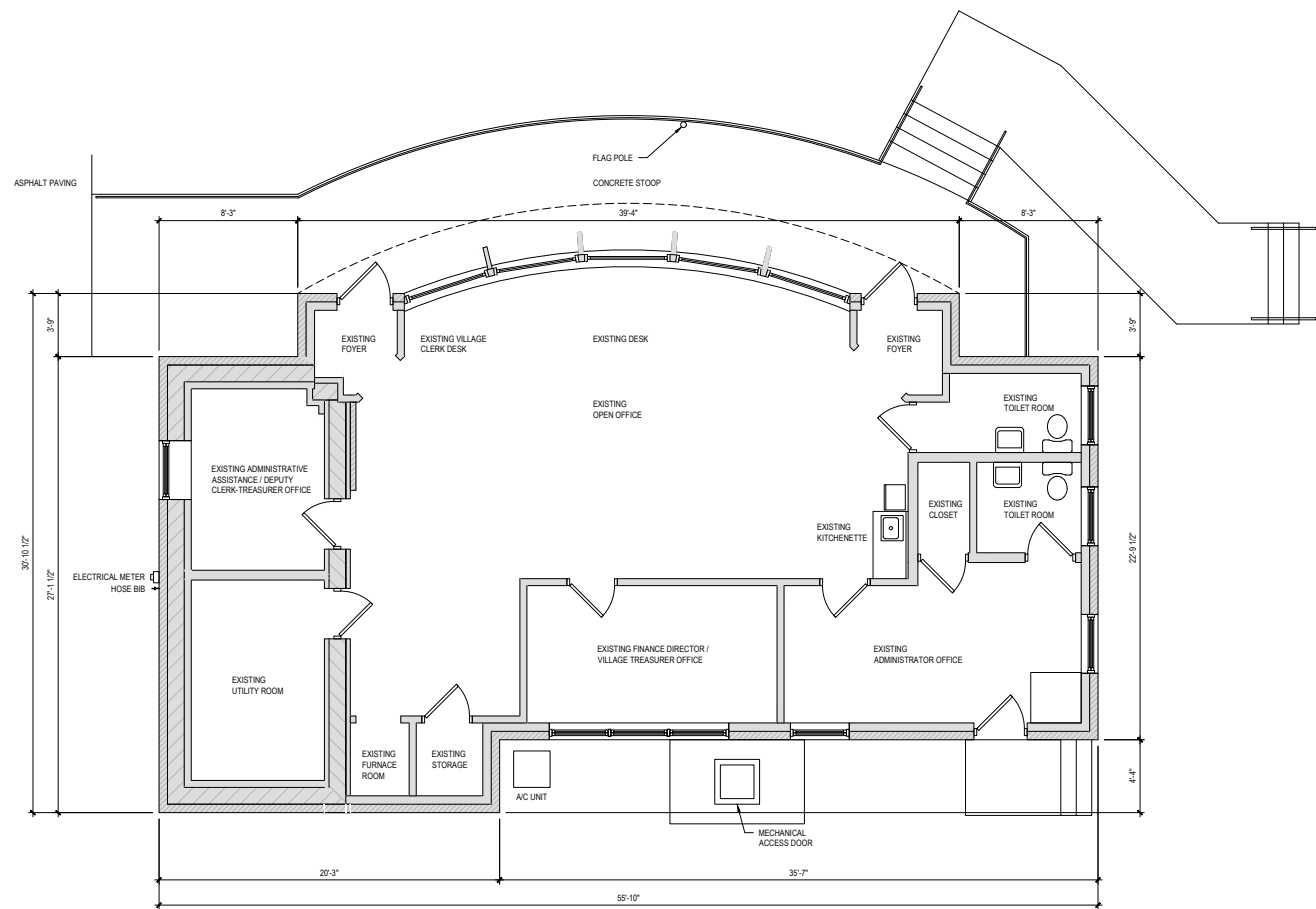 FLAG POLE
ASPHALT PAVING
CONCRETE STOOP
8'-3"
39'-4"
8'-3"
3'-9"
3'-9"
EXISTING
FOYER
EXISTING VILLAGE
CLERK DESK
EXISTING DESK
EXISTING
FOYER
EXISTING
OPEN OFFICE
EXISTING
TOILET ROOM
EXISTING ADMINISTRATIVE
ASSISTANCE / DEPUTY
CLERK-TREASURER OFFICE
EXISTING
KITCHENETTE
EXISTING
CLOSET
EXISTING
TOILET ROOM
30'-10 1/2"
27'-1 1/2"
22'-9 1/2"
ELECTRICAL METER
HOSE BIB
EXISTING
UTILITY ROOM
EXISTING FINANCE DIRECTOR /
VILLAGE TREASURER OFFICE
EXISTING
ADMINISTRATOR OFFICE
EXISTING
FURNACE
ROOM
EXISTING
STORAGE
A/C UNIT
4'-4"
MECHANICAL
ACCESS DOOR
20'-3"
35'-7"
55'-10"